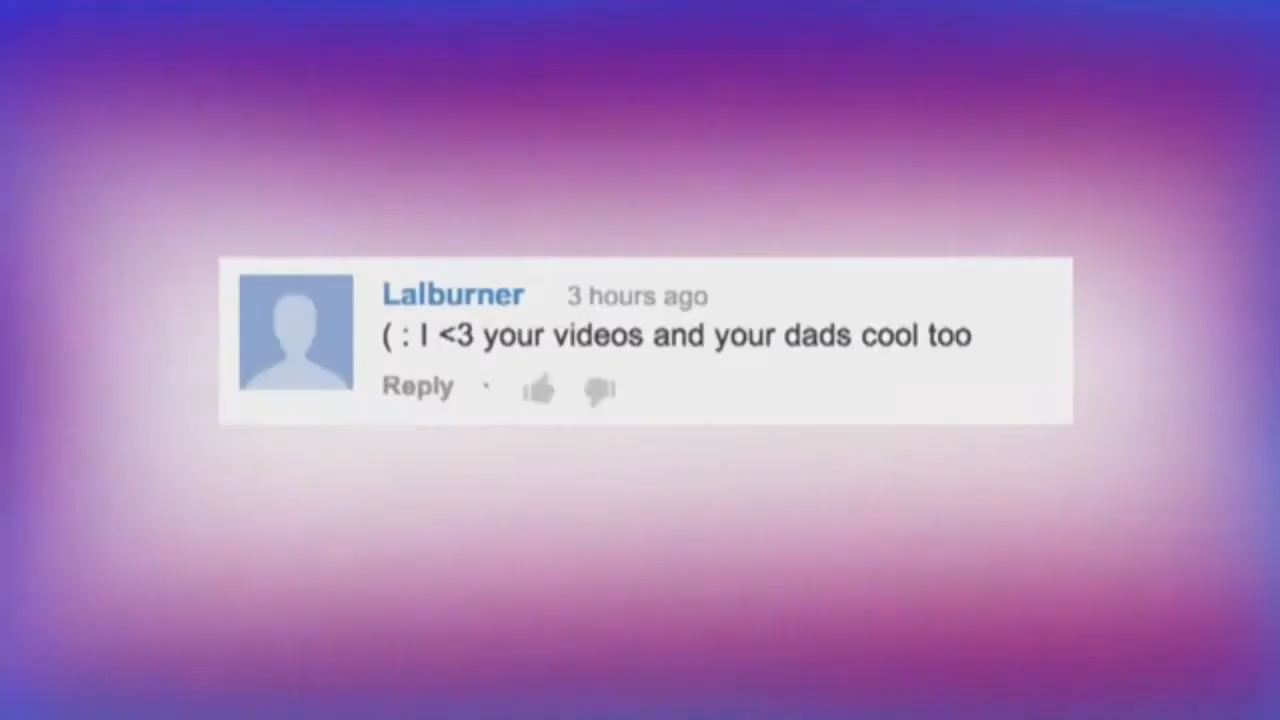 Lalburner 3 hours ago
( : I <3 your videos and your dads cool too
Reply ·